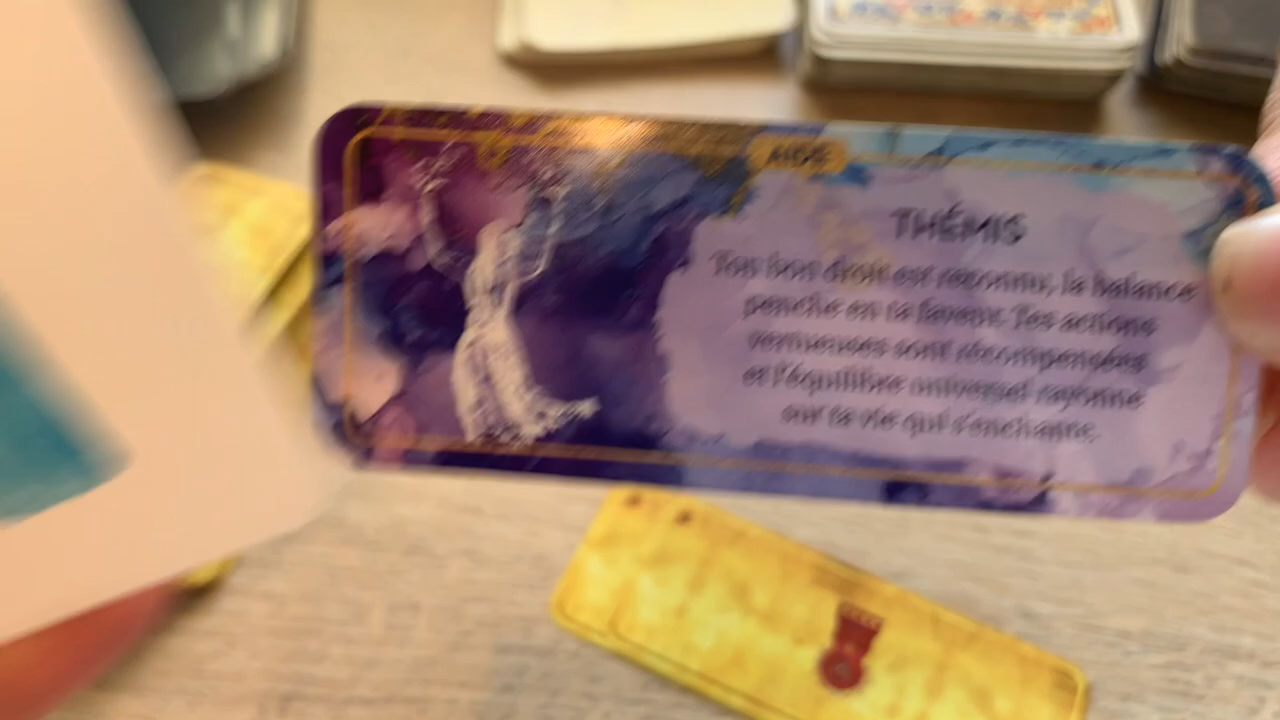 AIDE
THÉMIS
Ton bon droit est reconnu, la balance
penche en ta faveur. Tes actions
vertueuses sont récompensées
et l'équilibre universel rayonne
sur ta vie qui s'enchante.